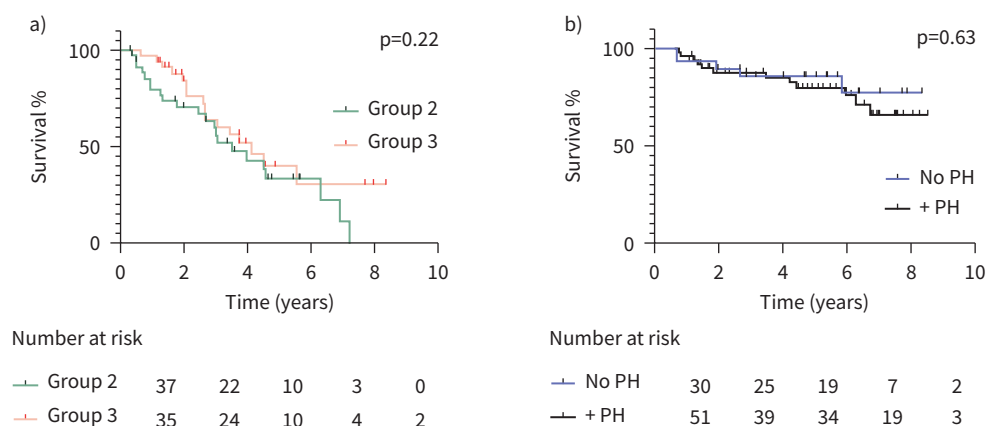 a)
p=0.22
Survival %
100
50
0
Group 2
Group 3
0 2 4 6 8 10
Time (years)
Number at risk
Group 2 37 22 10 3 0
Group 3 35 24 10 4 2
b)
p=0.63
Survival %
100
50
0
No PH
+ PH
0 2 4 6 8 10
Time (years)
Number at risk
No PH 30 25 19 7 2
+ PH 51 39 34 19 3